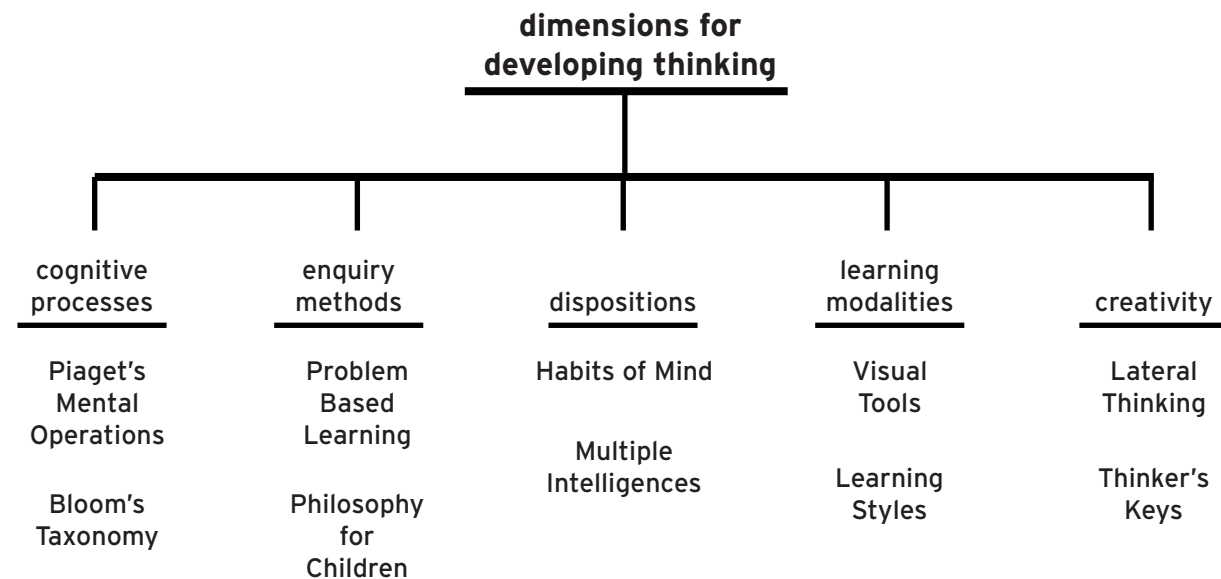 dimensions for
developing thinking
cognitive
processes
Piaget’s
Mental
Operations
Bloom’s
Taxonomy
enquiry
methods
Problem
Based
Learning
Philosophy
for
Children
dispositions
Habits of Mind
Multiple
Intelligences
learning
modalities
Visual
Tools
Learning
Styles
creativity
Lateral
Thinking
Thinker’s
Keys